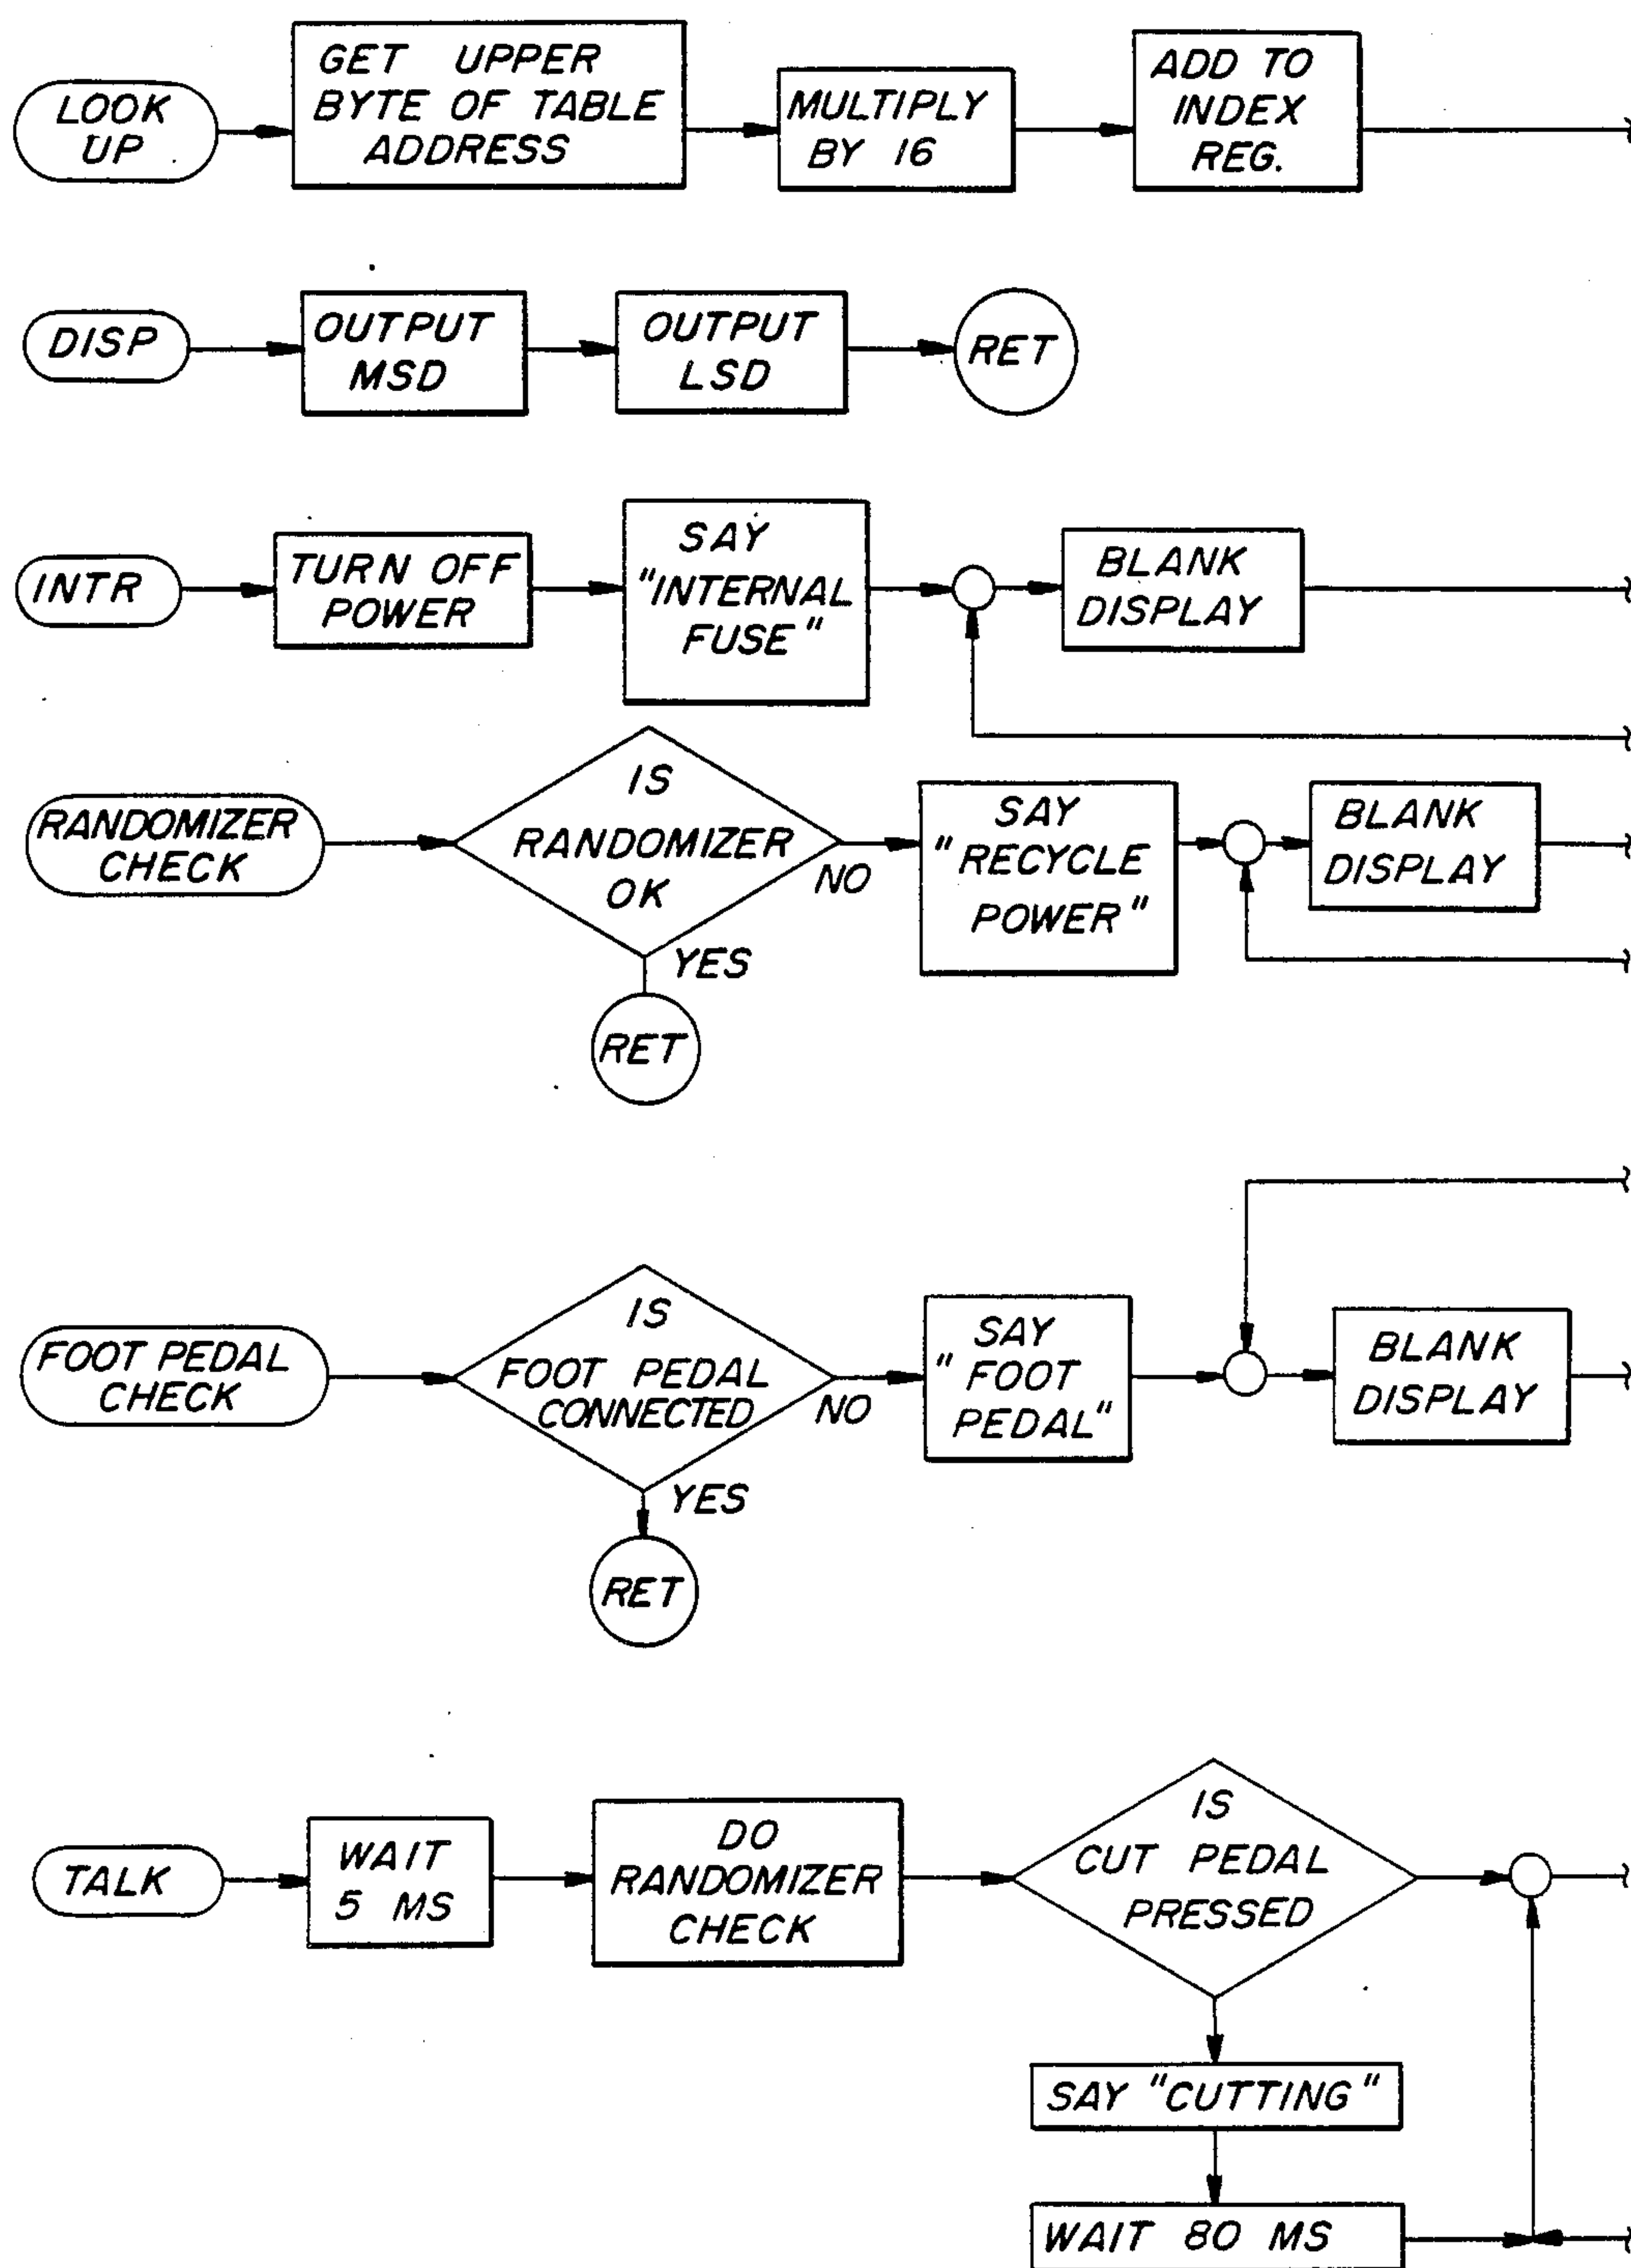 LOOK
UP
GET UPPER
BYTE OF TABLE
ADDRESS
MULTIPLY
BY 16
ADD TO
INDEX
REG.
DISP
OUTPUT
MSD
OUTPUT
LSD
RET
INTR
TURN OFF
POWER
SAY
"INTERNAL
FUSE"
BLANK
DISPLAY
RANDOMIZER
CHECK
IS
RANDOMIZER
OK
NO
YES
RET
SAY
"RECYCLE
POWER"
BLANK
DISPLAY
FOOT PEDAL
CHECK
IS
FOOT PEDAL
CONNECTED
NO
YES
RET
SAY
"FOOT
PEDAL"
BLANK
DISPLAY
TALK
WAIT
5 MS
DO
RANDOMIZER
CHECK
IS
CUT PEDAL
PRESSED
SAY "CUTTING"
WAIT 80 MS